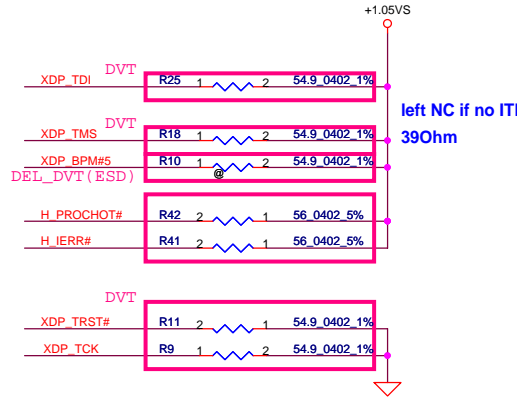 +1.05VS
DVT
XDP_TDI R25 1 2 54.9_0402_1%
left NC if no ITP
39Ohm
DVT
XDP_TMS R18 1 2 54.9_0402_1%
XDP_BPM#5 R10 1 2 54.9_0402_1%
@
DEL_DVT(ESD)
H_PROCHOT# R42 2 1 56_0402_5%
H_IERR# R41 2 1 56_0402_5%
DVT
XDP_TRST# R11 2 1 54.9_0402_1%
XDP_TCK R9 1 2 54.9_0402_1%